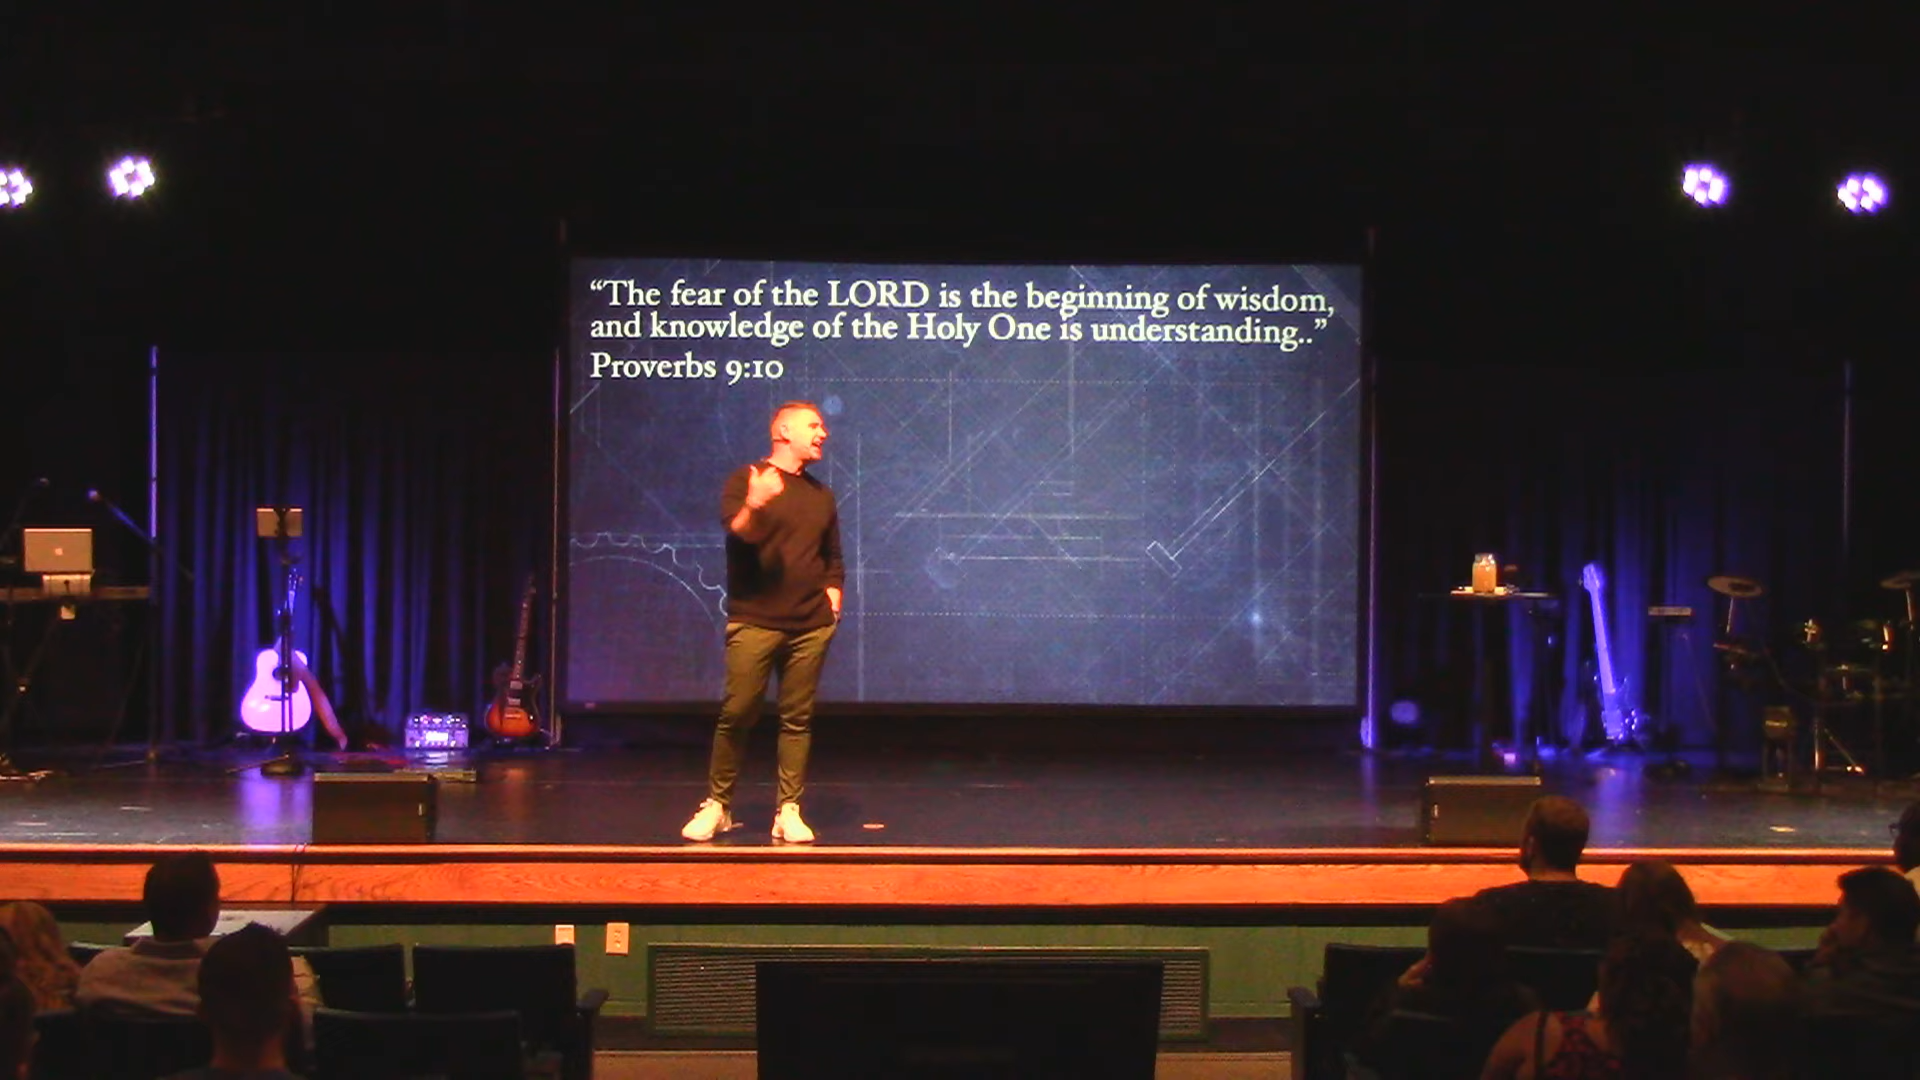 “The fear of the LORD is the beginning of wisdom,
and knowledge of the Holy One is understanding..”
Proverbs 9:10